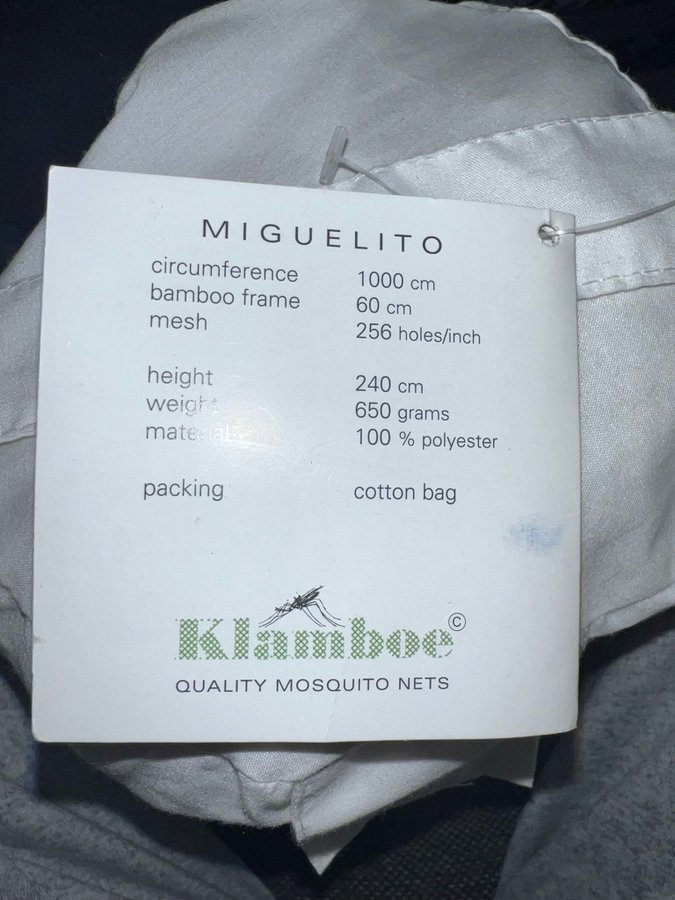 MIGUELITO
circumference 1000 cm
bamboo frame 60 cm
mesh 256 holes/inch
height 240 cm
weight 650 grams
material 100 % polyester
packing cotton bag
Klamboe ©
QUALITY MOSQUITO NETS